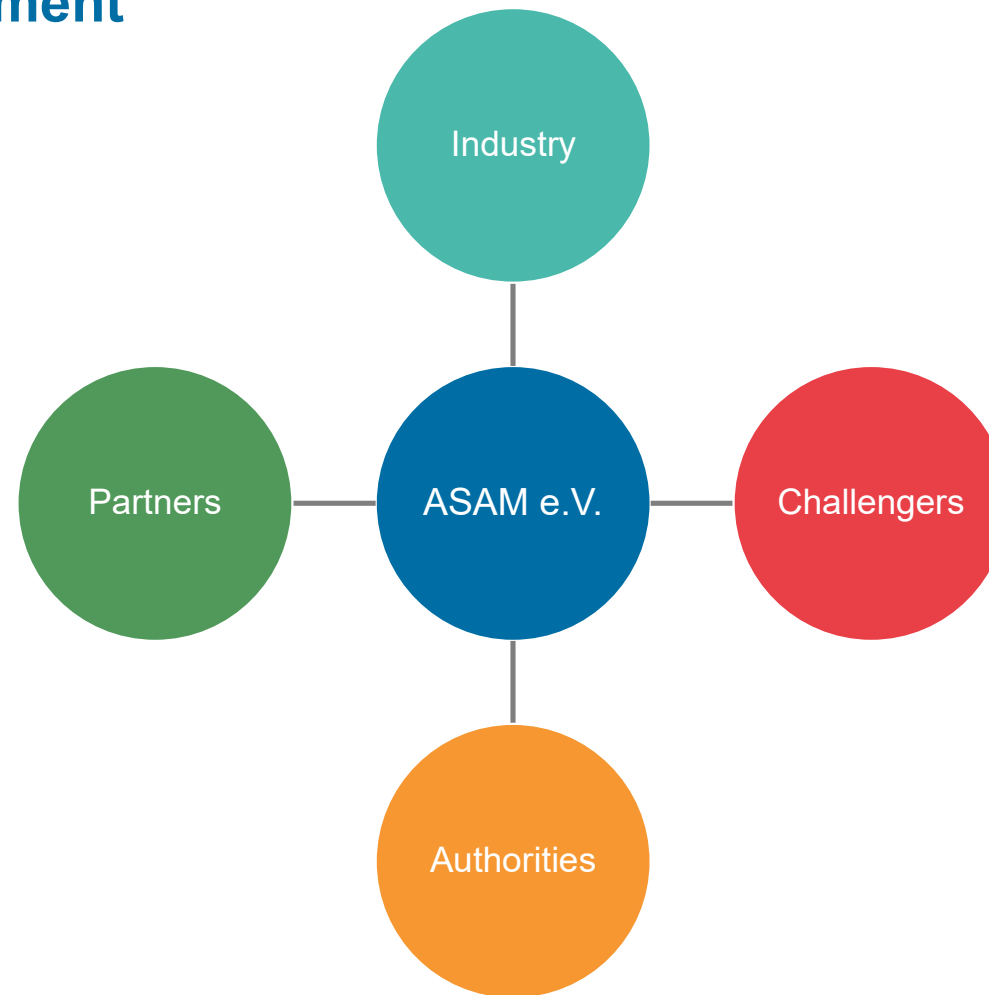 ment
Industry
Partners
ASAM e.V.
Challengers
Authorities